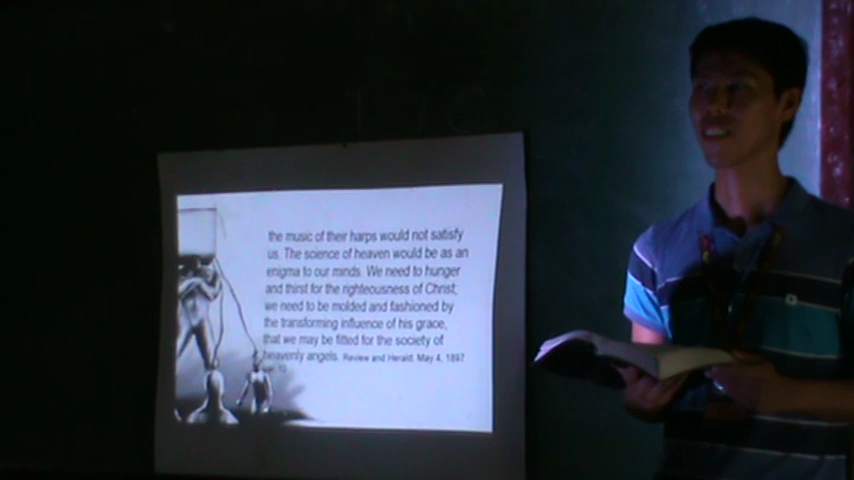 the music of their harps would not satisfy
us. The science of heaven would be as an
enigma to our minds. We need to hunger
and thirst for the righteousness of Christ;
we need to be molded and fashioned by
the transforming influence of his grace,
that we may be fitted for the society of
heavenly angels. Review and Herald, May 4, 1897